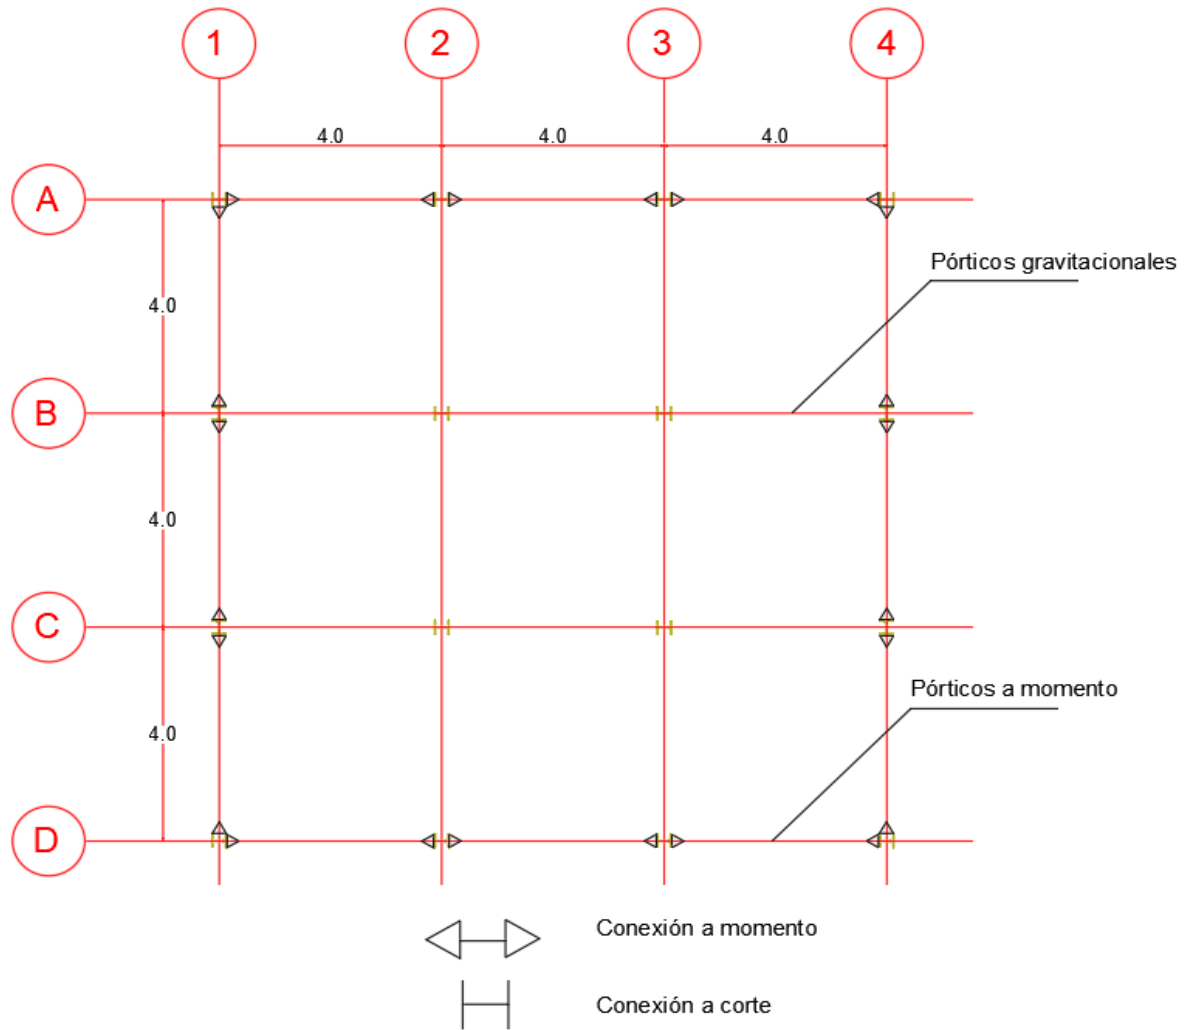 1 2 3 4
4.0 4.0 4.0
A
Pórticos gravitacionales
4.0
B
4.0
C
Pórticos a momento
4.0
D
Conexión a momento
Conexión a corte